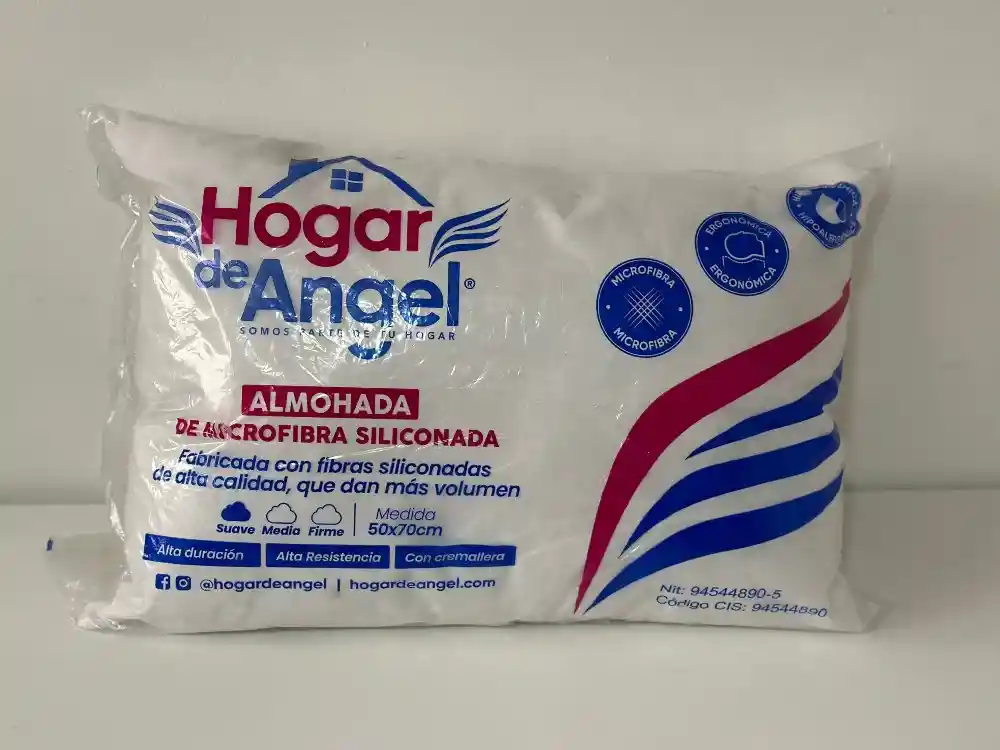 Hogar
de Angel®
SOMOS PARTE DE TU HOGAR
ALMOHADA
DE MICROFIBRA SILICONADA
Fabricada con fibras siliconadas
de alta calidad, que dan más volumen
Suave Media Firme
Medida
50x70cm
Alta duración
Alta Resistencia
Con cremallera
@hogardeangel | hogardeangel.com
MICROFIBRA
MICROFIBRA
ERGONÓMICA
ERGONÓMICA
Nit: 94544890-5
Código CIS: 94544890